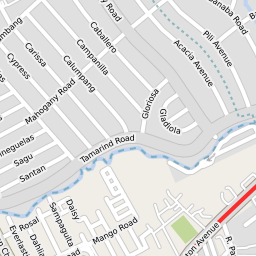 Caballero
Pili Avenue
Carissa
Campanilla
Acacia Avenue
Cypress
Calumpang
Mahogany Road
Gloriosa
Gladiola
Tamarind Road
Sagu
Santan
Mango Road
Daisy
Sampaguita
Rosal
Dahlia